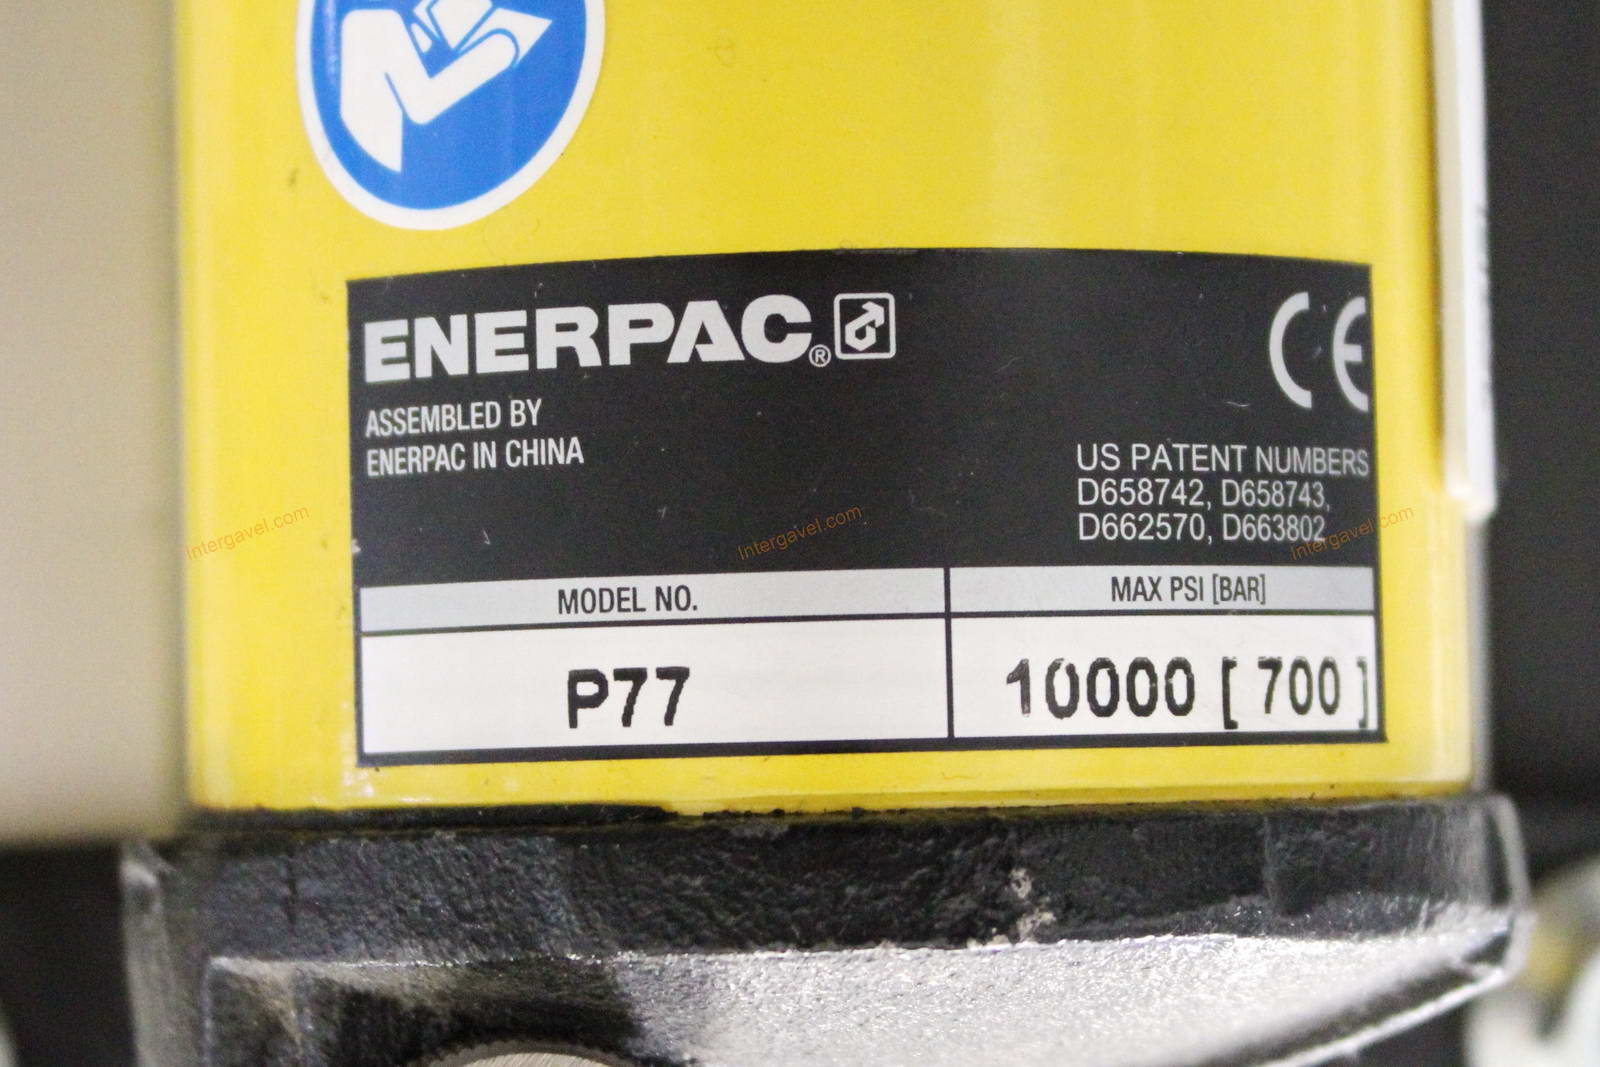 ENERPAC®
ASSEMBLED BY
ENERPAC IN CHINA
CE
US PATENT NUMBERS
D658742, D658743,
D662570, D663802
Intergavel.com
Intergavel.com
Intergavel.com
MODEL NO.
MAX PSI [BAR]
P77
10000 [ 700 ]